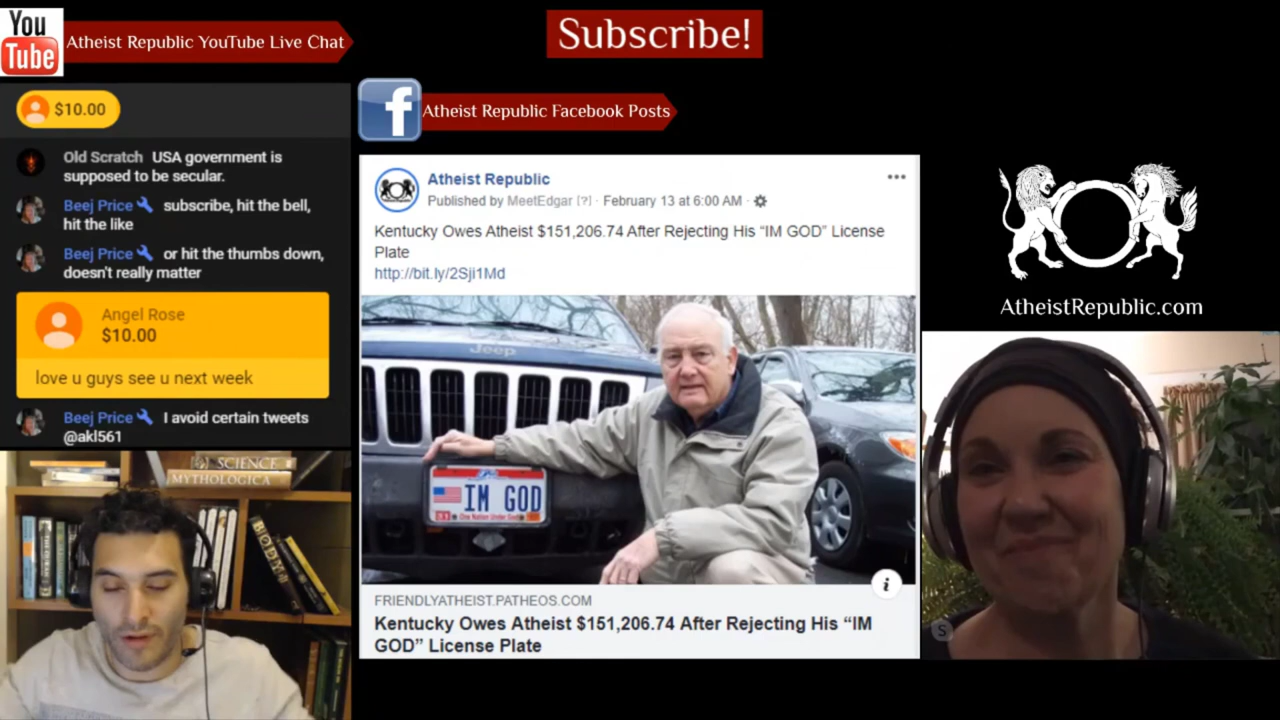 You
Tube
Atheist Republic YouTube Live Chat
Subscribe!
$10.00
Old Scratch USA government is
supposed to be secular.
Beej Price subscribe, hit the bell,
hit the like
Beej Price or hit the thumbs down,
doesn't really matter
Angel Rose
$10.00
love u guys see u next week
Beej Price I avoid certain tweets
@akl561
SCIENCE
MYTHOLOGICA
f
Atheist Republic Facebook Posts
Atheist Republic
Published by MeetEdgar [?] · February 13 at 6:00 AM ·
Kentucky Owes Atheist $151,206.74 After Rejecting His “IM GOD” License
Plate
http://bit.ly/2Sji1Md
Jeep
IM GOD
One Nation Under God
i
FRIENDLYATHEIST.PATHEOS.COM
Kentucky Owes Atheist $151,206.74 After Rejecting His “IM
GOD” License Plate
AtheistRepublic.com
S